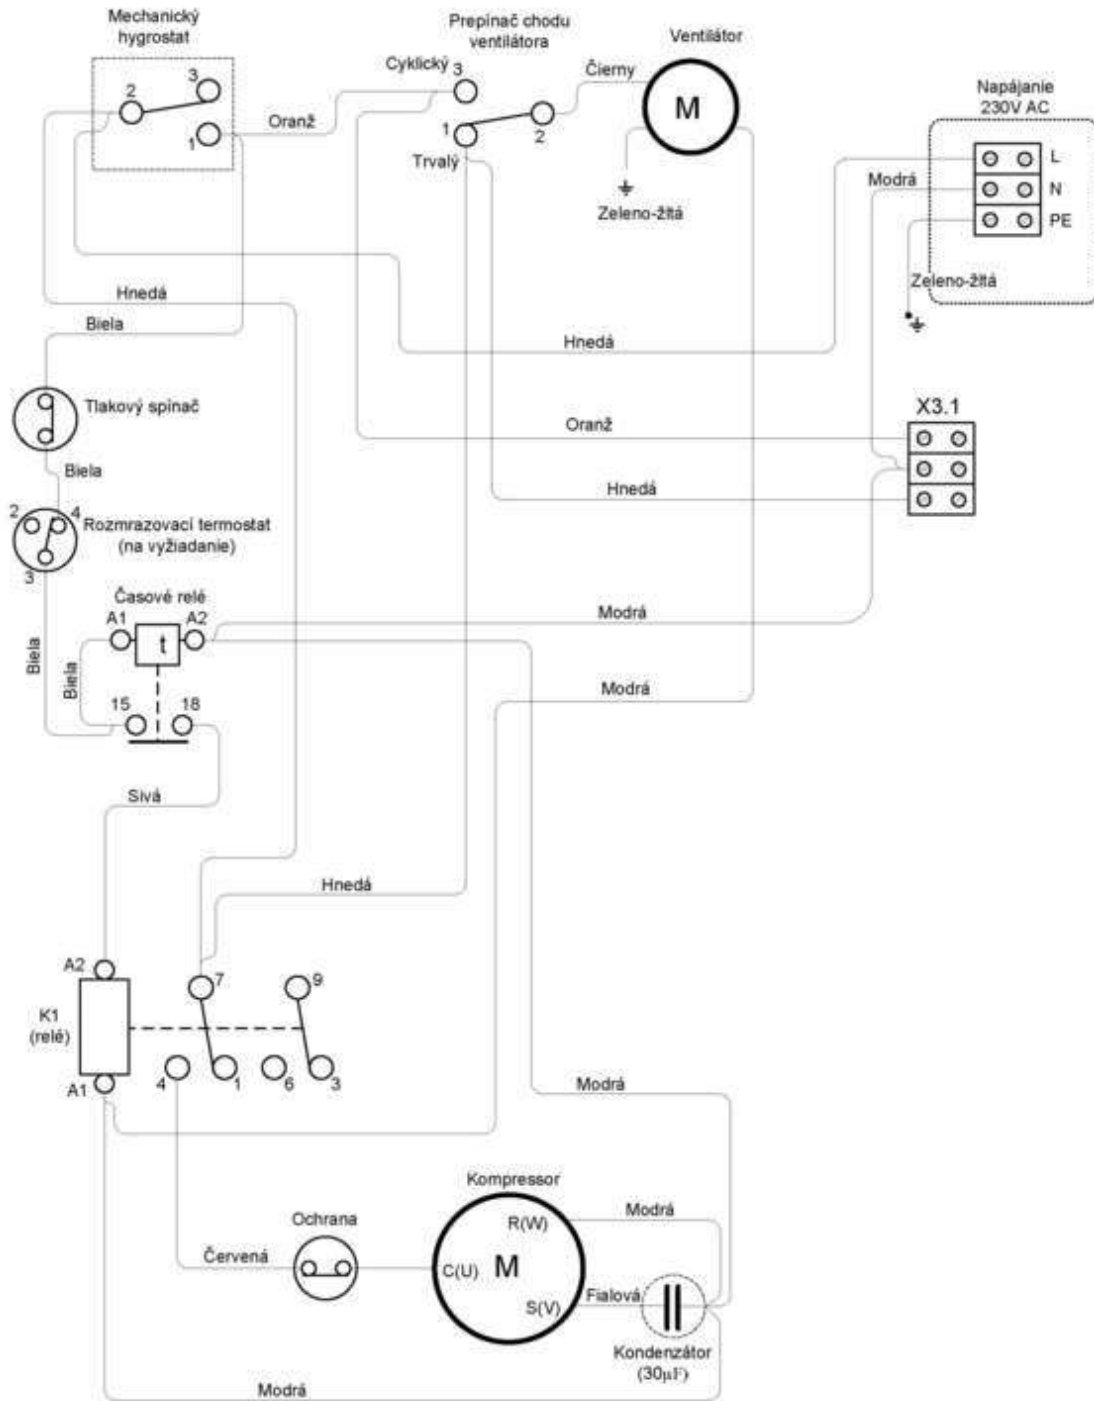 Mechanický
hygrostat
3
2
1
Oranž
Prepínač chodu
ventilátora
Cyklický
3
1
2
Trvalý
Čierny
Ventilátor
M
Zeleno-žltá
Napájanie
230V AC
L
N
PE
Modrá
Zeleno-žltá
Hnedá
Biela
Hnedá
Tlakový spínač
Oranž
X3.1
Biela
Hnedá
2
4
3
Rozmrazovací termostat
(na vyžiadanie)
Časové relé
A1
t
A2
Modrá
Biela
Biela
15
18
Modrá
Sivá
Hnedá
A2
K1
(relé)
A1
7
9
4
1
6
3
Modrá
Kompressor
R(W)
C(U)
M
S(V)
Modrá
Ochrana
Červená
Fialová
Kondenzátor
(30µF)
Modrá